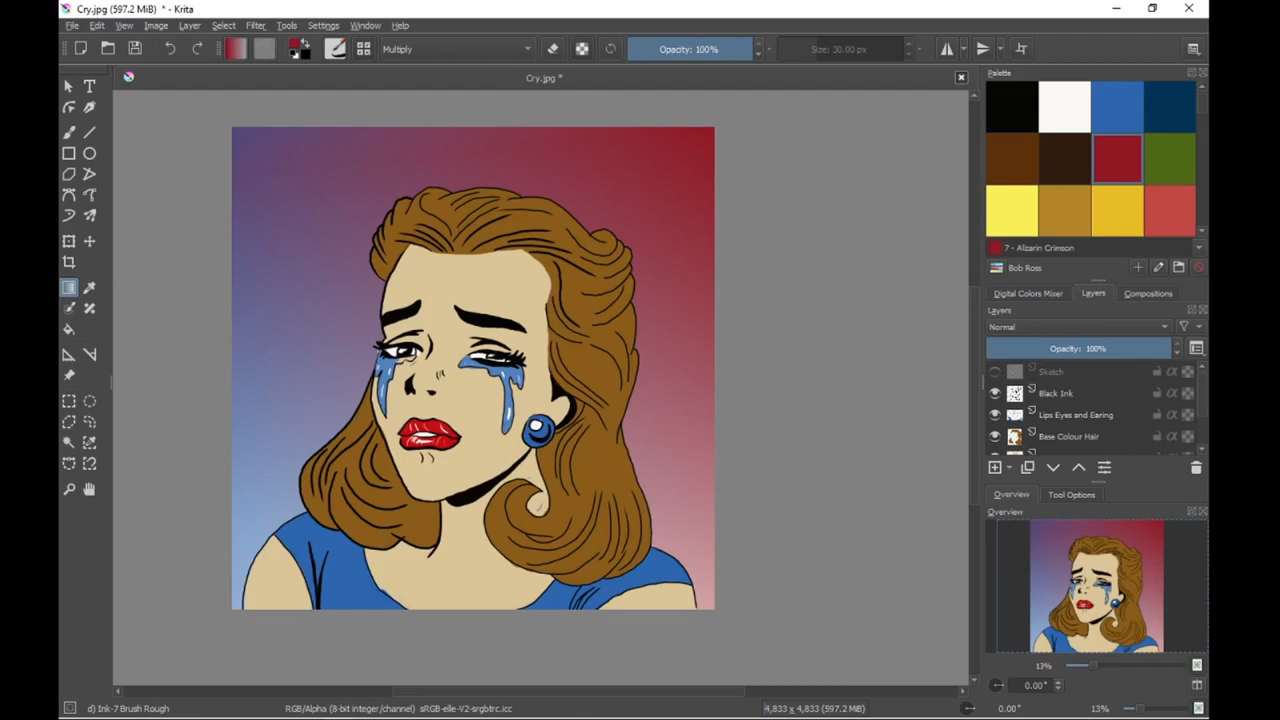 Cry.jpg (597.2 MiB) * - Krita
File Edit View Image Layer Select Filter Tools Settings Window Help
Multiply
Opacity: 100%
Size: 30.00 px
Cry.jpg *
Palette
7 - Alizarin Crimson
Bob Ross
Digital Colors Mixer Layers Compositions
Layers
Normal
Opacity: 100%
Sketch
Black Ink
Lips Eyes and Earing
Base Colour Hair
Overview Tool Options
Overview
13%
0.00°
d) Ink-7 Brush Rough
RGB/Alpha (8-bit integer/channel) sRGB-elle-V2-srgbtrc.icc
4,833 x 4,833 (597.2 MiB)
0.00°
13%